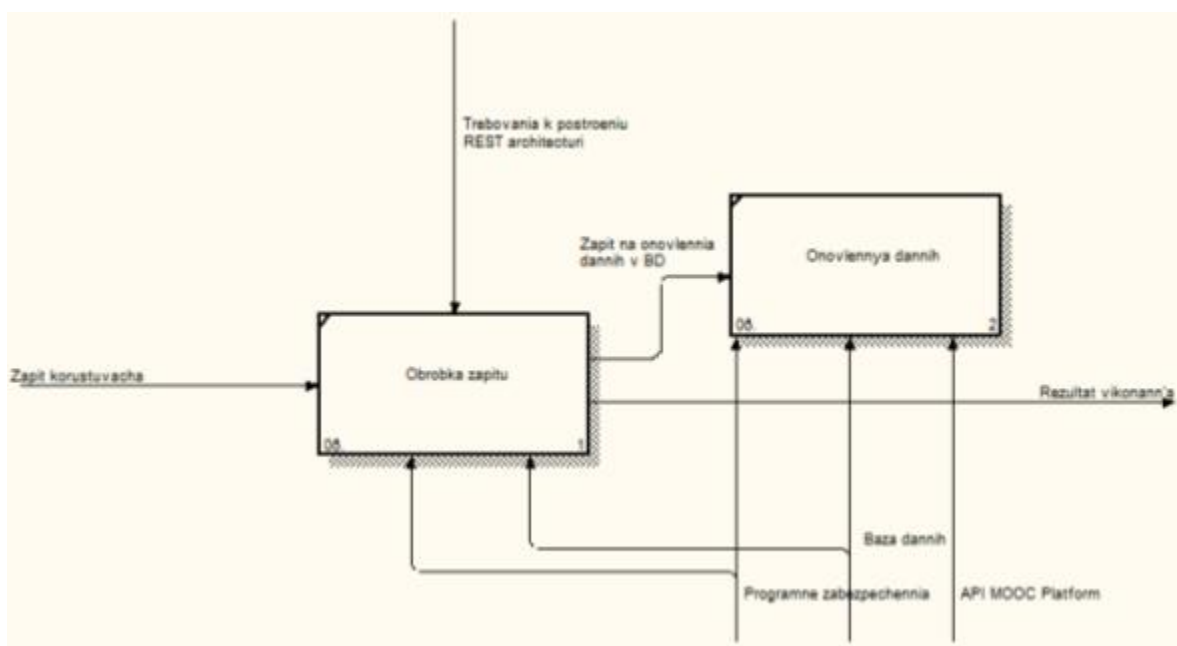 Trebovania k postroeniu
REST architecturi
Zapit na onovlennia
dannih v BD
Onovlennya dannih
0б.
2
Zapit korustuvacha
Obrobka zapitu
0б.
1
Rezultat vikonann'a
Baza dannih
Programne zabezpechennia
API MOOC Platform